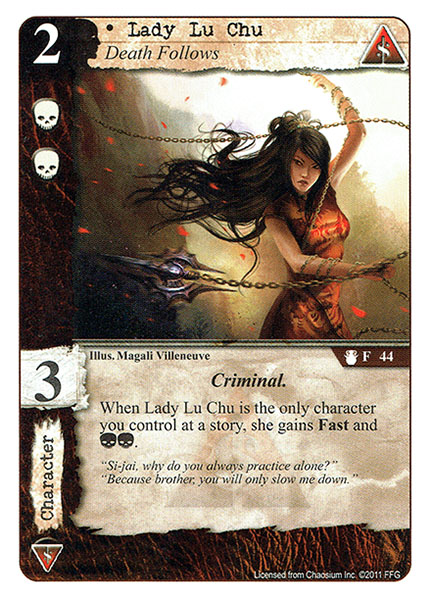 2
• Lady Lu Chu
Death Follows
Illus. Magali Villeneuve
F 44
3
Criminal.
When Lady Lu Chu is the only character
you control at a story, she gains Fast and
.
“Si-jai, why do you always practice alone?”
“Because brother, you will only slow me down.”
Character
Licensed from Chaosium Inc. ©2011 FFG